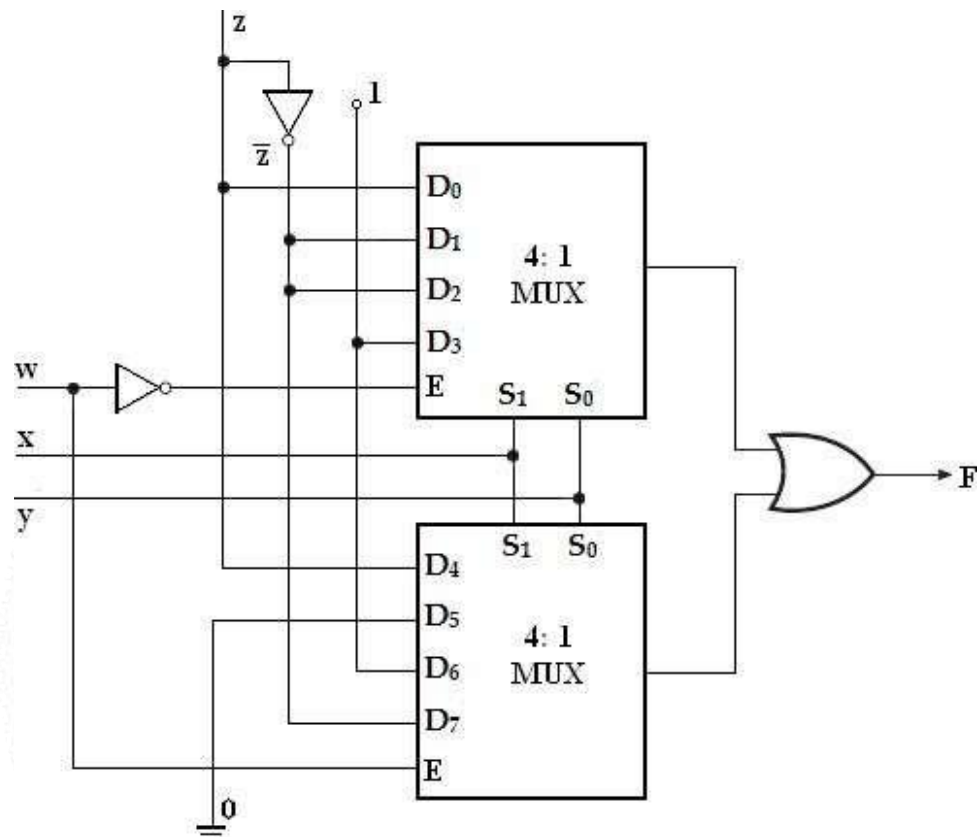 z
1
z̅
D₀
D₁
4: 1
D₂
MUX
D₃
w
E
S₁ S₀
x
F
y
S₁ S₀
D₄
D₅
4: 1
D₆
MUX
D₇
E
0